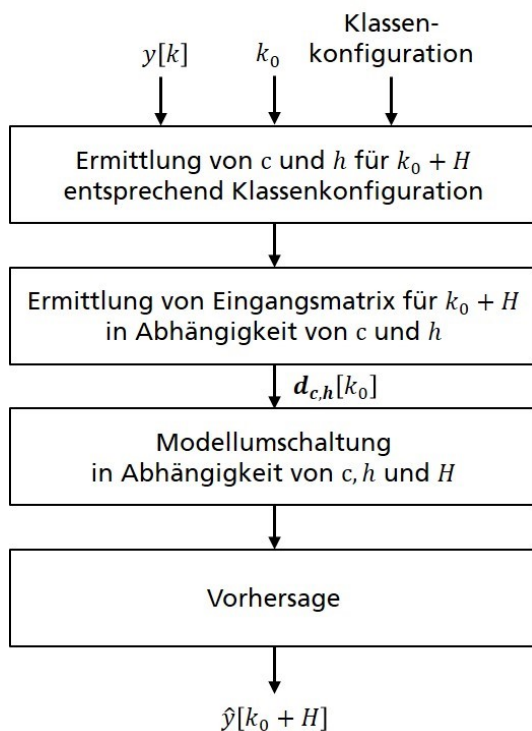 Klassen-
y[k] k₀ konfiguration
Ermittlung von c und h für k₀ + H
entsprechend Klassenkonfiguration
Ermittlung von Eingangsmatrix für k₀ + H
in Abhängigkeit von c und h
d_{c,h}[k₀]
Modellumschaltung
in Abhängigkeit von c, h und H
Vorhersage
ŷ[k₀ + H]